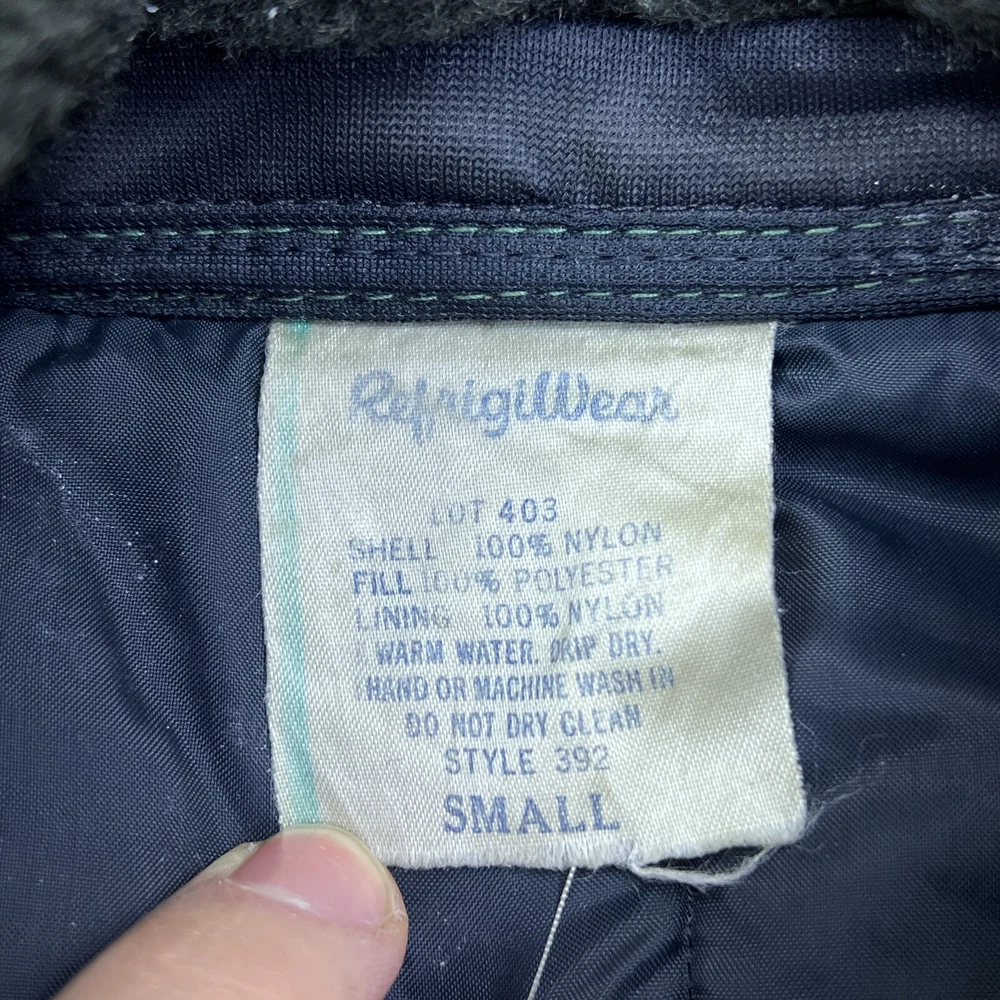 RefrigiWear
LOT 403
SHELL 100% NYLON
FILL 100% POLYESTER
LINING 100% NYLON
WARM WATER. DRIP DRY.
HAND OR MACHINE WASH IN
DO NOT DRY CLEAN
STYLE 392
SMALL